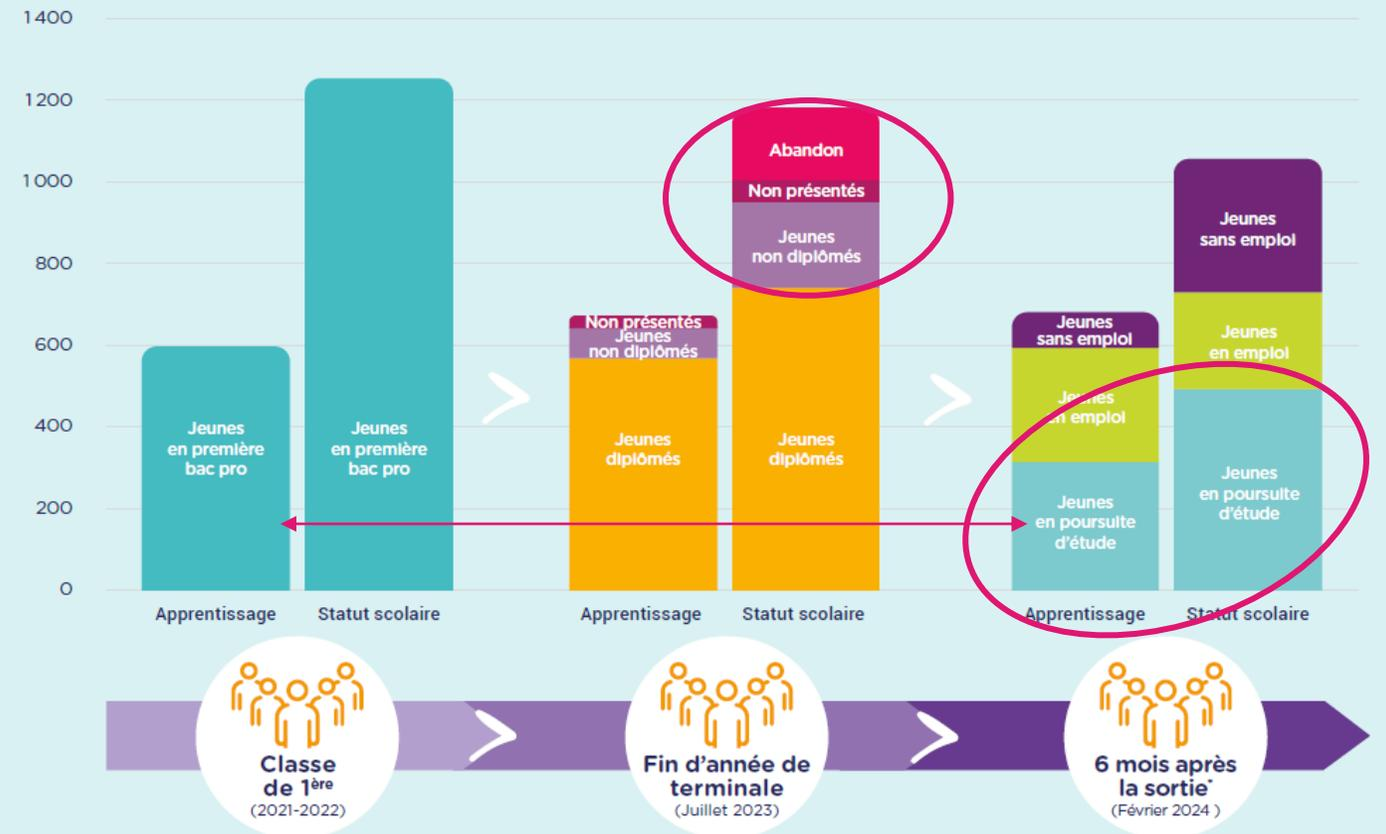 1400
1200
1000
800
600
400
200
0
Jeunes
en première
bac pro
Jeunes
en première
bac pro
Non présentés
Jeunes
non diplômés
Jeunes
diplômés
Abandon
Non présentés
Jeunes
non diplômés
Jeunes
diplômés
Jeunes
sans emploi
Jeunes
en emploi
Jeunes
en poursuite
d'étude
Jeunes
sans emploi
Jeunes
en emploi
Jeunes
en poursuite
d'étude
Apprentissage
Statut scolaire
Apprentissage
Statut scolaire
Apprentissage
Statut scolaire
Classe
de 1ère
(2021-2022)
Fin d'année de
terminale
(Juillet 2023)
6 mois après
la sortie*
(Février 2024 )